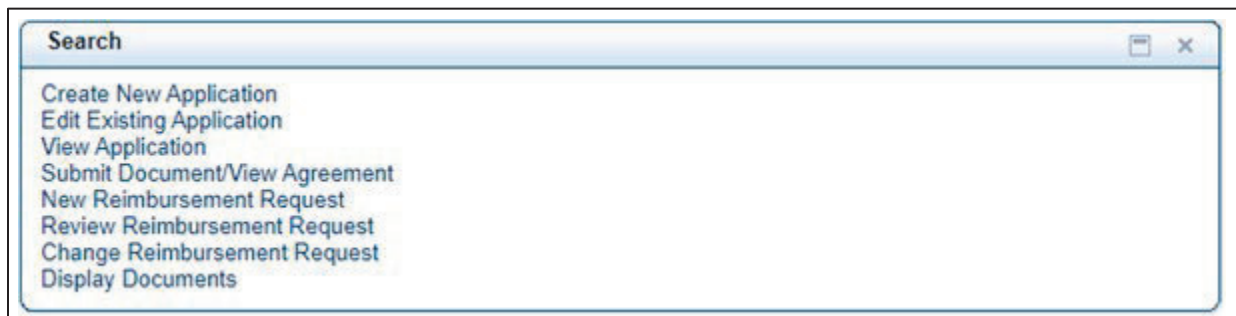 Search
Create New Application
Edit Existing Application
View Application
Submit Document/View Agreement
New Reimbursement Request
Review Reimbursement Request
Change Reimbursement Request
Display Documents